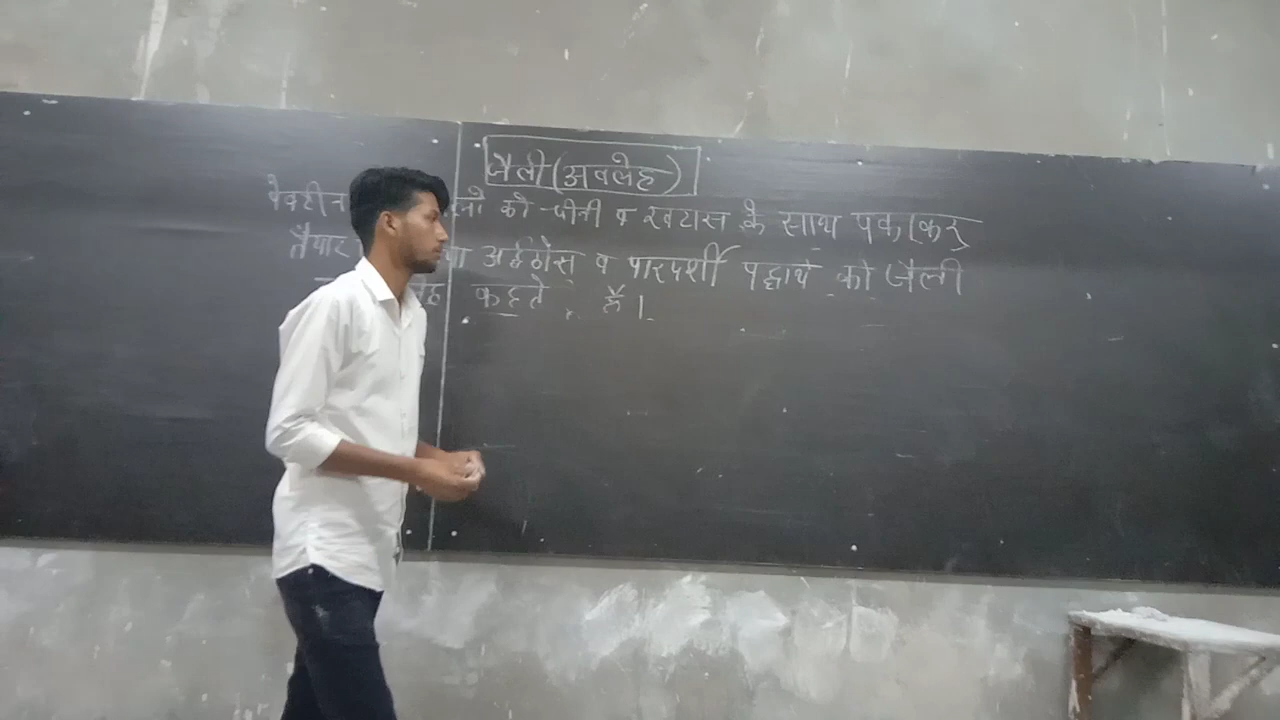 जैली (अवलेह)
पेक्टीन लो को चीनी व खटास के साथ पकाकर
तैयार अर्द्धठोस व पारदर्शी पदार्थ को जैली
कहते हैं।